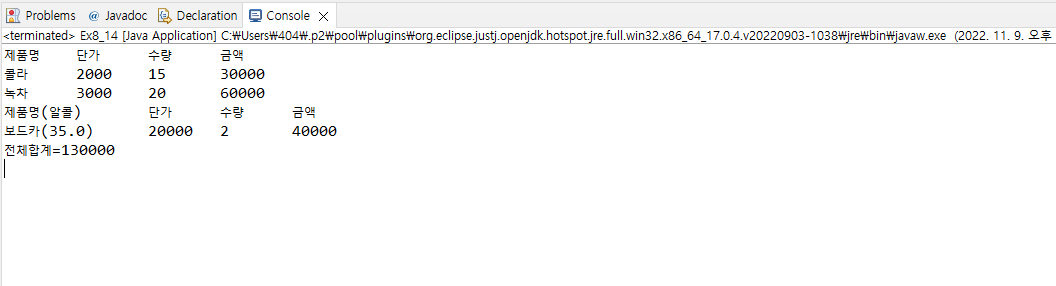 Problems @ Javadoc Declaration Console
<terminated> Ex8_14 [Java Application] C:₩Users₩404₩.p2₩pool₩plugins₩org.eclipse.justj.openjdk.hotspot.jre.full.win32.x86_64_17.0.4.v20220903-1038₩jre₩bin₩javaw.exe (2022. 11. 9. 오후
제품명 단가 수량 금액
콜라 2000 15 30000
녹차 3000 20 60000
제품명(알콜) 단가 수량 금액
보드카(35.0) 20000 2 40000
전체합계=130000